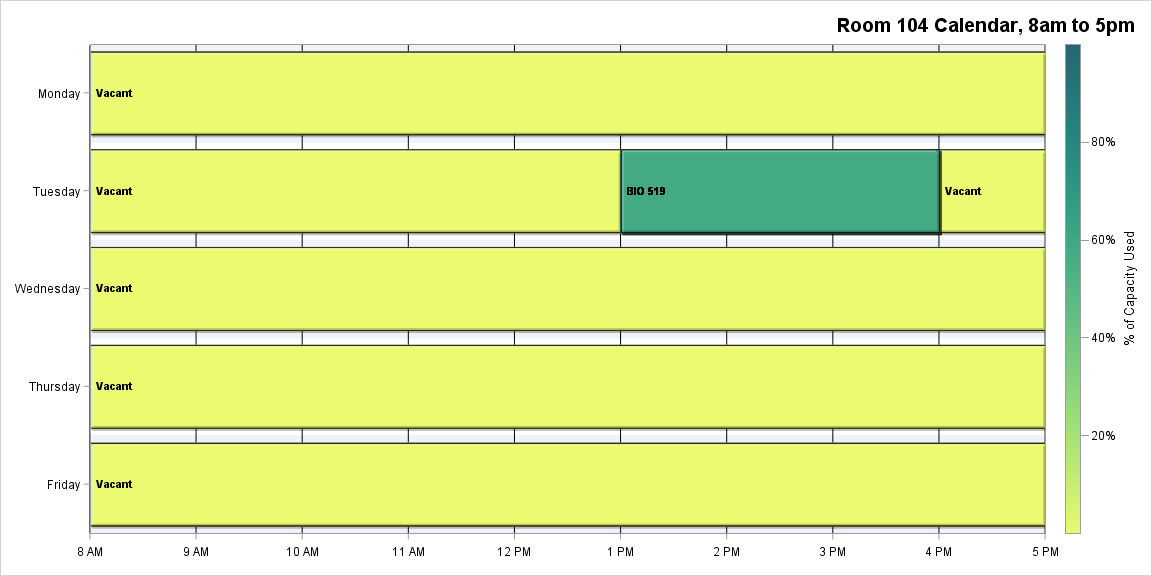 Room 104 Calendar, 8am to 5pm
Monday
Vacant
Tuesday
Vacant
BIO 519
Vacant
Wednesday
Vacant
Thursday
Vacant
Friday
Vacant
8 AM
9 AM
10 AM
11 AM
12 PM
1 PM
2 PM
3 PM
4 PM
5 PM
80%
60%
40%
20%
% of Capacity Used